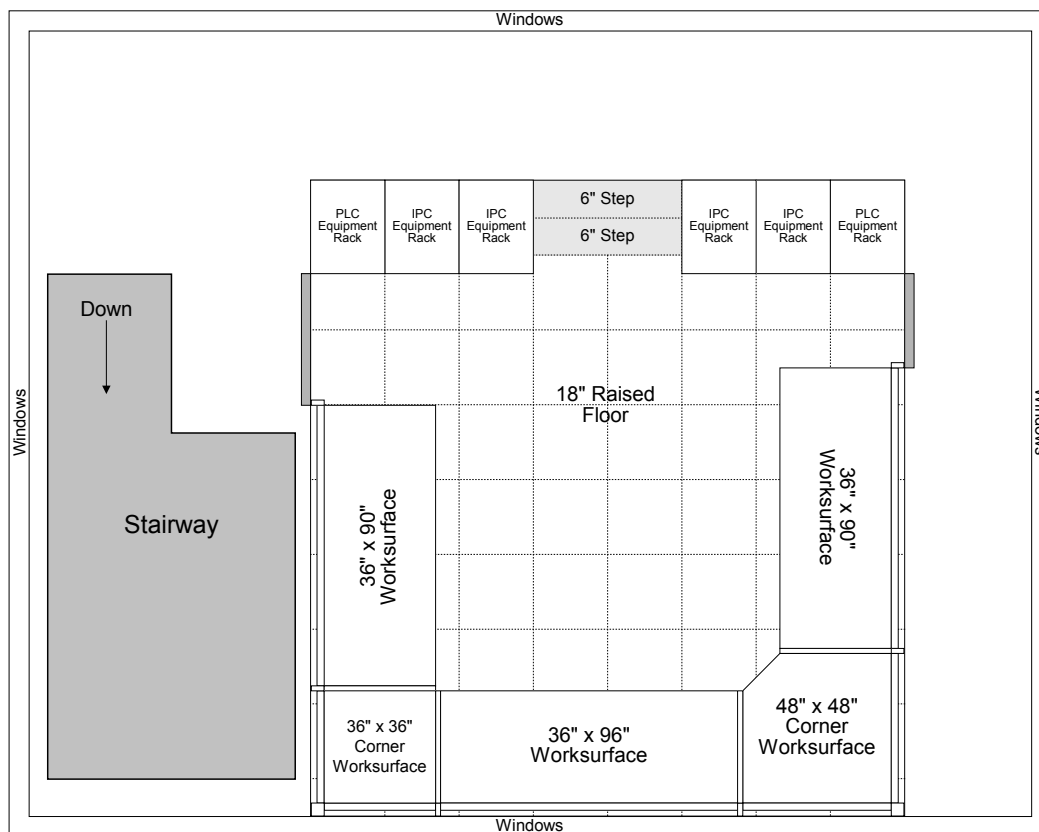 Windows
6" Step
PLC
Equipment
Rack
IPC
Equipment
Rack
IPC
Equipment
Rack
IPC
Equipment
Rack
IPC
Equipment
Rack
PLC
Equipment
Rack
6" Step
Down
18" Raised
Floor
Windows
Windows
36" x 90"
Worksurface
36" x 90"
Worksurface
Stairway
36" x 36"
Corner
Worksurface
36" x 96"
Worksurface
48" x 48"
Corner
Worksurface
Windows